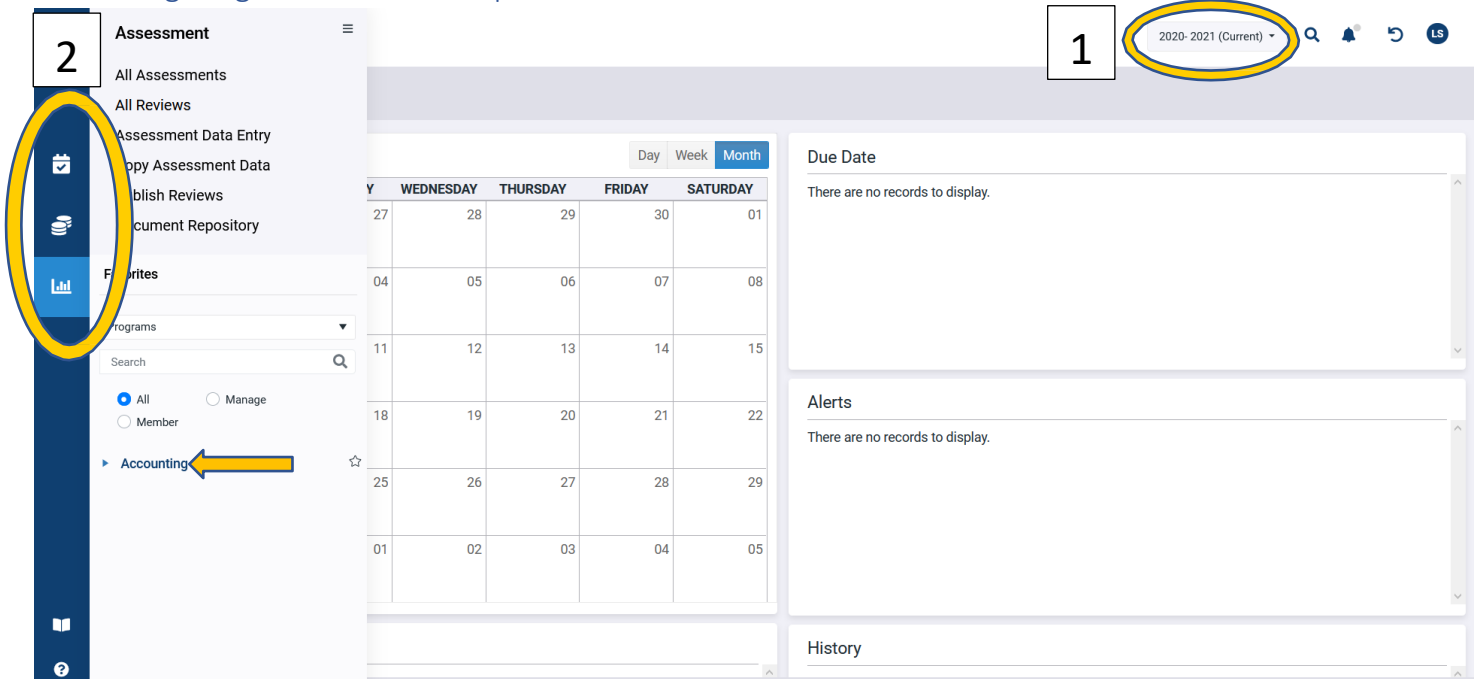 2
Assessment
All Assessments
All Reviews
Assessment Data Entry
opy Assessment Data
blish Reviews
cument Repository
F orites
rograms
Search
All Manage
Member
Accounting
1
2020- 2021 (Current)
LS
Day Week Month
Y WEDNESDAY THURSDAY FRIDAY SATURDAY
27 28 29 30 01
04 05 06 07 08
11 12 13 14 15
18 19 20 21 22
25 26 27 28 29
01 02 03 04 05
Due Date
There are no records to display.
Alerts
There are no records to display.
History